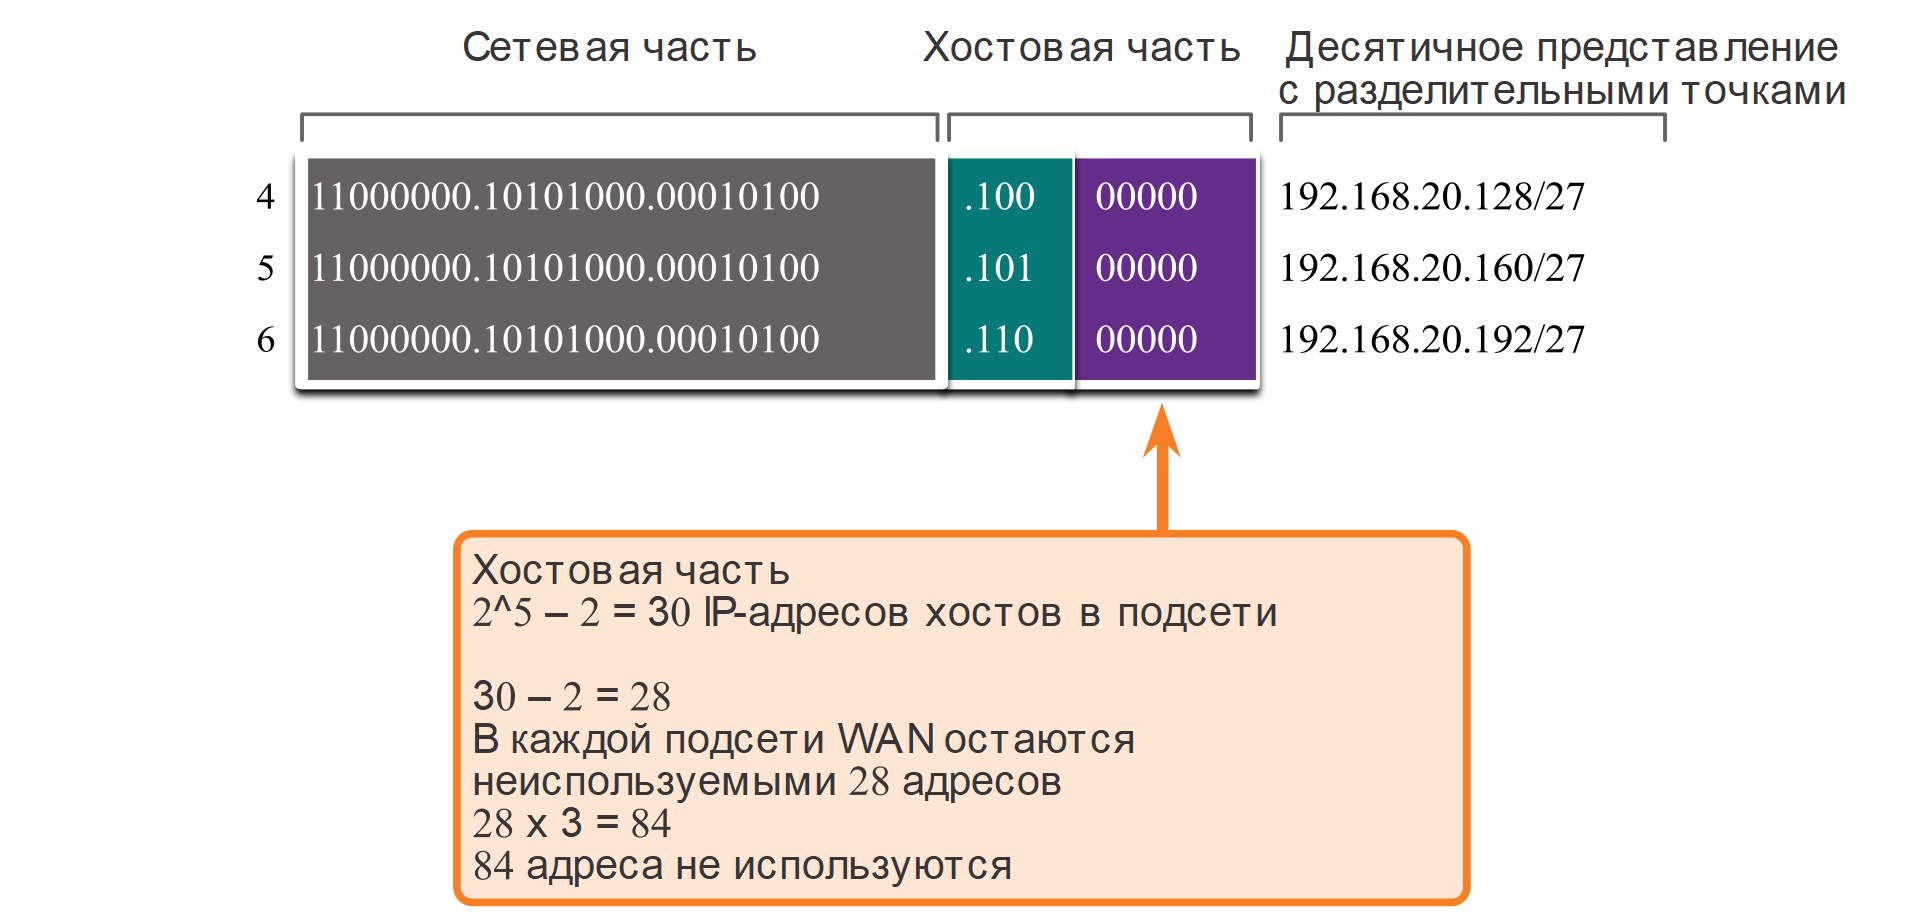 Сетевая часть Хостовая часть Десятичное представление
с разделительными точками
4 11000000.10101000.00010100 .100 00000 192.168.20.128/27
5 11000000.10101000.00010100 .101 00000 192.168.20.160/27
6 11000000.10101000.00010100 .110 00000 192.168.20.192/27
Хостовая часть
2^5 – 2 = 30 IP-адресов хостов в подсети
30 – 2 = 28
В каждой подсети WAN остаются
неиспользуемыми 28 адресов
28 x 3 = 84
84 адреса не используются